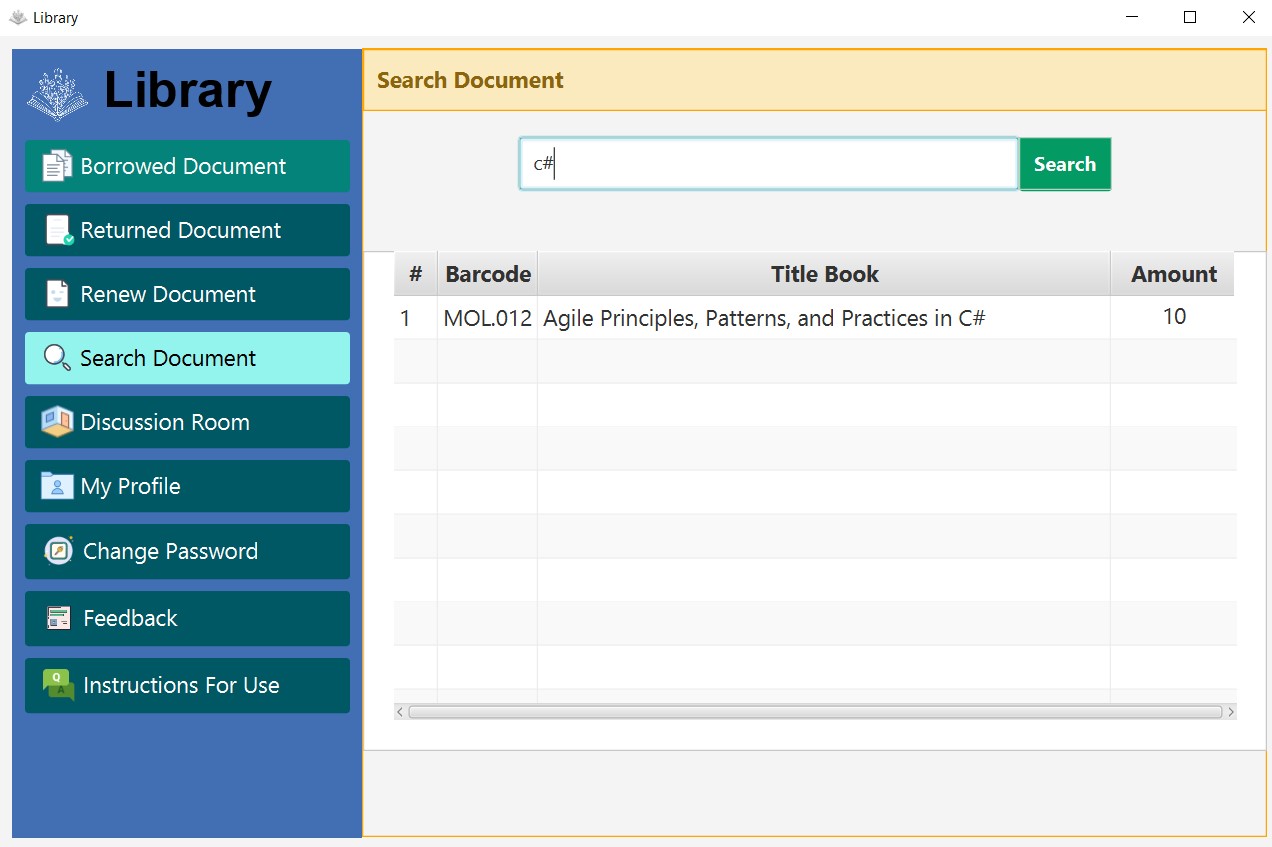 Library
Library
Borrowed Document
Returned Document
Renew Document
Search Document
Discussion Room
My Profile
Change Password
Feedback
Q
A
Instructions For Use
Search Document
c#
Search
# Barcode Title Book Amount
1 MOL.012 Agile Principles, Patterns, and Practices in C# 10